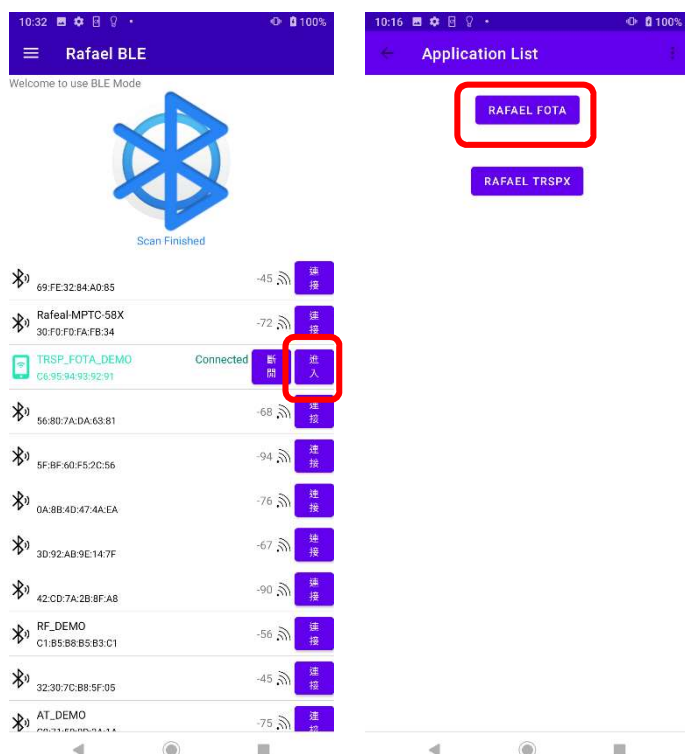 10:32
100%
Rafael BLE
Welcome to use BLE Mode
Scan Finished
69:FE:32:84:A0:85
-45
連
接
Rafeal-MPTC-58X
30:F0:F0:FA:FB:34
-72
連
接
TRSP_FOTA_DEMO
C6:95:94:93:92:91
Connected
斷
開
進
入
56:80:7A:DA:63:81
-68
連
接
5F:BF:60:F5:2C:56
-94
連
接
0A:8B:4D:47:4A:EA
-76
連
接
3D:92:AB:9E:14:7F
-67
連
接
42:CD:7A:2B:8F:A8
-90
連
接
RF_DEMO
C1:B5:B8:B5:B3:C1
-56
連
接
32:30:7C:B8:5F:05
-45
連
接
AT_DEMO
-75
連
10:16
100%
Application List
RAFAEL FOTA
RAFAEL TRSPX